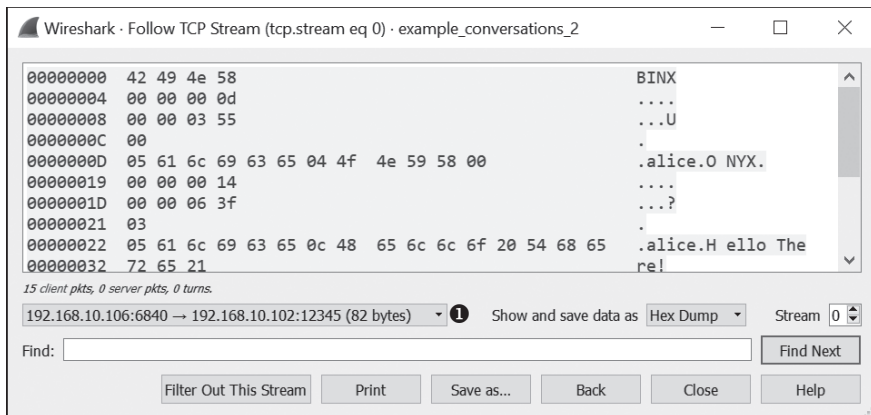 Wireshark · Follow TCP Stream (tcp.stream eq 0) · example_conversations_2
00000000 42 49 4e 58 BINX
00000004 00 00 00 0d ....
00000008 00 00 03 55 ...U
0000000C 00 .
0000000D 05 61 6c 69 63 65 04 4f 4e 59 58 00 .alice.O NYX.
00000019 00 00 00 14 ....
0000001D 00 00 06 3f ...?
00000021 03 .
00000022 05 61 6c 69 63 65 0c 48 65 6c 6c 6f 20 54 68 65 .alice.H ello The
00000032 72 65 21 re!
15 client pkts, 0 server pkts, 0 turns.
192.168.10.106:6840 → 192.168.10.102:12345 (82 bytes) ❶ Show and save data as Hex Dump Stream 0
Find: Find Next
Filter Out This Stream Print Save as... Back Close Help